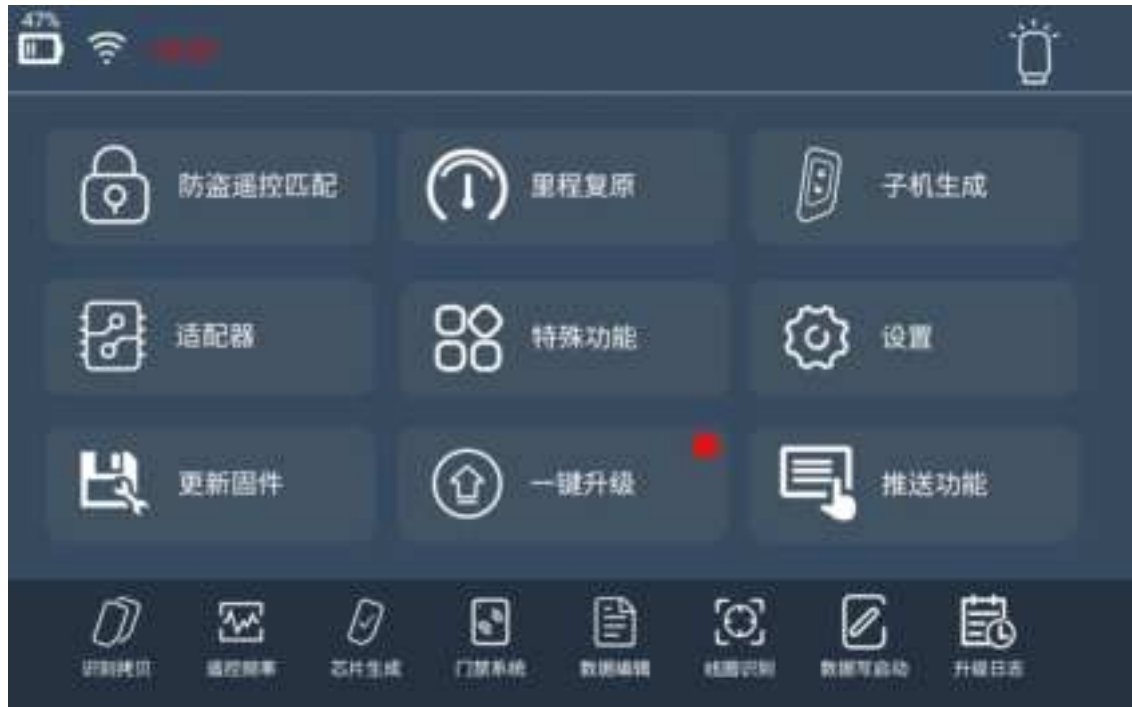 47%
防盗遥控匹配
里程复原
子机生成
适配器
特殊功能
设置
更新固件
一键升级
推送功能
识别拷贝
遥控频率
芯片生成
门禁系统
数据编辑
线圈识别
数据写启动
升级日志